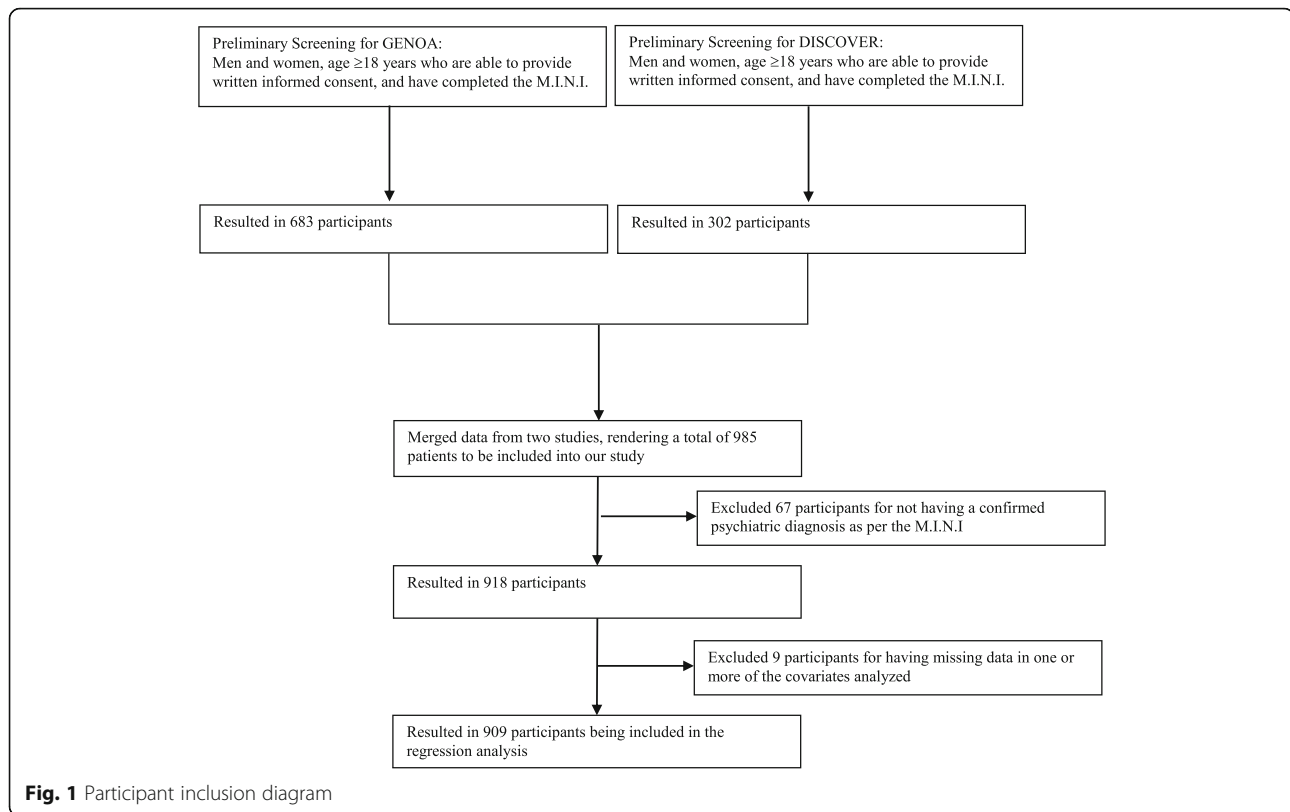 Preliminary Screening for GENOA:
Men and women, age ≥18 years who are able to provide
written informed consent, and have completed the M.I.N.I.
Preliminary Screening for DISCOVER:
Men and women, age ≥18 years who are able to provide
written informed consent, and have completed the M.I.N.I.
Resulted in 683 participants
Resulted in 302 participants
Merged data from two studies, rendering a total of 985
patients to be included into our study
Excluded 67 participants for not having a confirmed
psychiatric diagnosis as per the M.I.N.I
Resulted in 918 participants
Excluded 9 participants for having missing data in one or
more of the covariates analyzed
Resulted in 909 participants being included in the
regression analysis
Fig. 1 Participant inclusion diagram